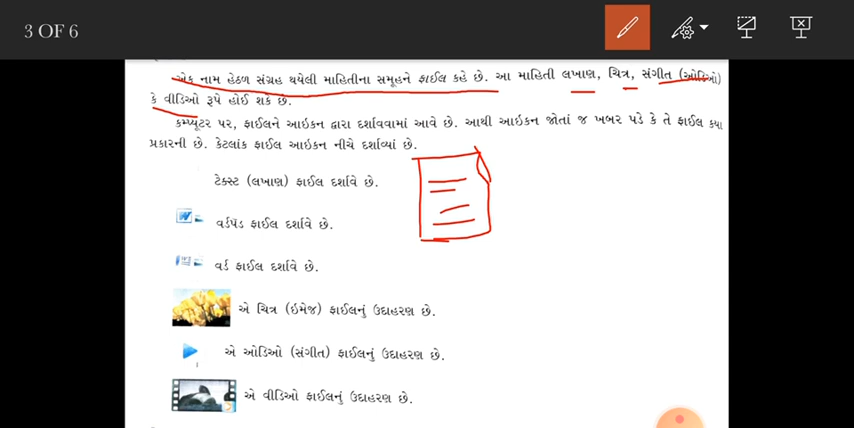 3 OF 6
એક નામ હેઠળ સંગ્રહ થયેલી માહિતીના સમૂહને ફાઈલ કહે છે. આ માહિતી લખાણ, ચિત્ર, સંગીત (ઓડિઓ)
કે વીડિઓ રૂપે હોઈ શકે છે.
કમ્પ્યૂટર પર, ફાઈલને આઇકન દ્વારા દર્શાવવામાં આવે છે. આથી આઇકન જોતાં જ ખબર પડે કે તે ફાઈલ કયા
પ્રકારની છે. કેટલાંક ફાઈલ આઇકન નીચે દર્શાવ્યાં છે.
ટેક્સ્ટ (લખાણ) ફાઈલ દર્શાવે છે.
વર્ડપૅડ ફાઈલ દર્શાવે છે.
વર્ડ ફાઈલ દર્શાવે છે.
એ ચિત્ર (ઇમેજ) ફાઈલનું ઉદાહરણ છે.
એ ઓડિઓ (સંગીત) ફાઈલનું ઉદાહરણ છે.
એ વીડિઓ ફાઈલનું ઉદાહરણ છે.